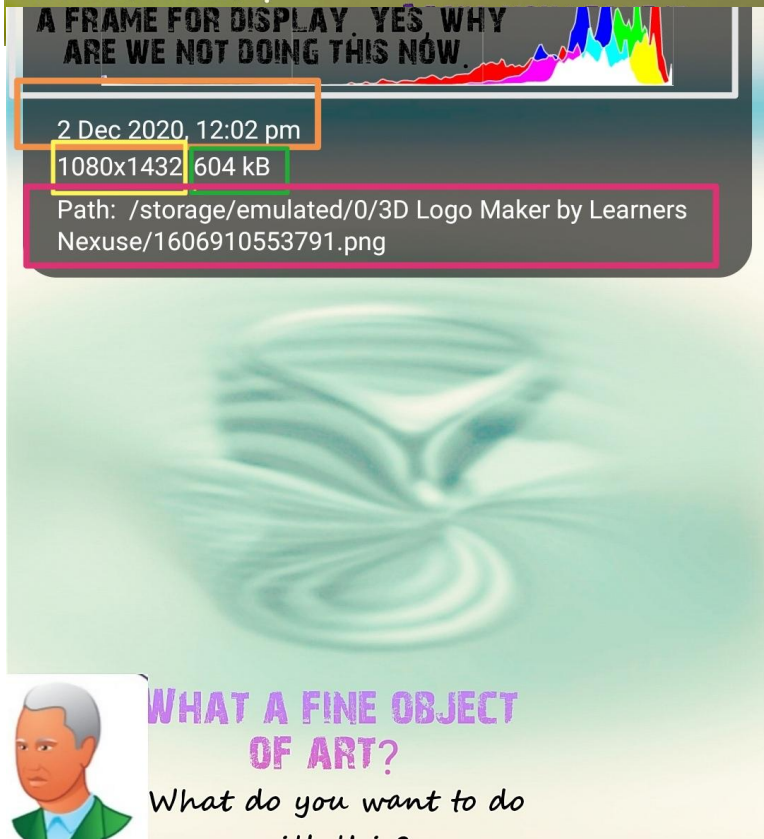 A FRAME FOR DISPLAY. YES, WHY
ARE WE NOT DOING THIS NOW.
2 Dec 2020, 12:02 pm
1080x1432 604 kB
Path: /storage/emulated/0/3D Logo Maker by Learners
Nexuse/1606910553791.png
WHAT A FINE OBJECT
OF ART?
What do you want to do